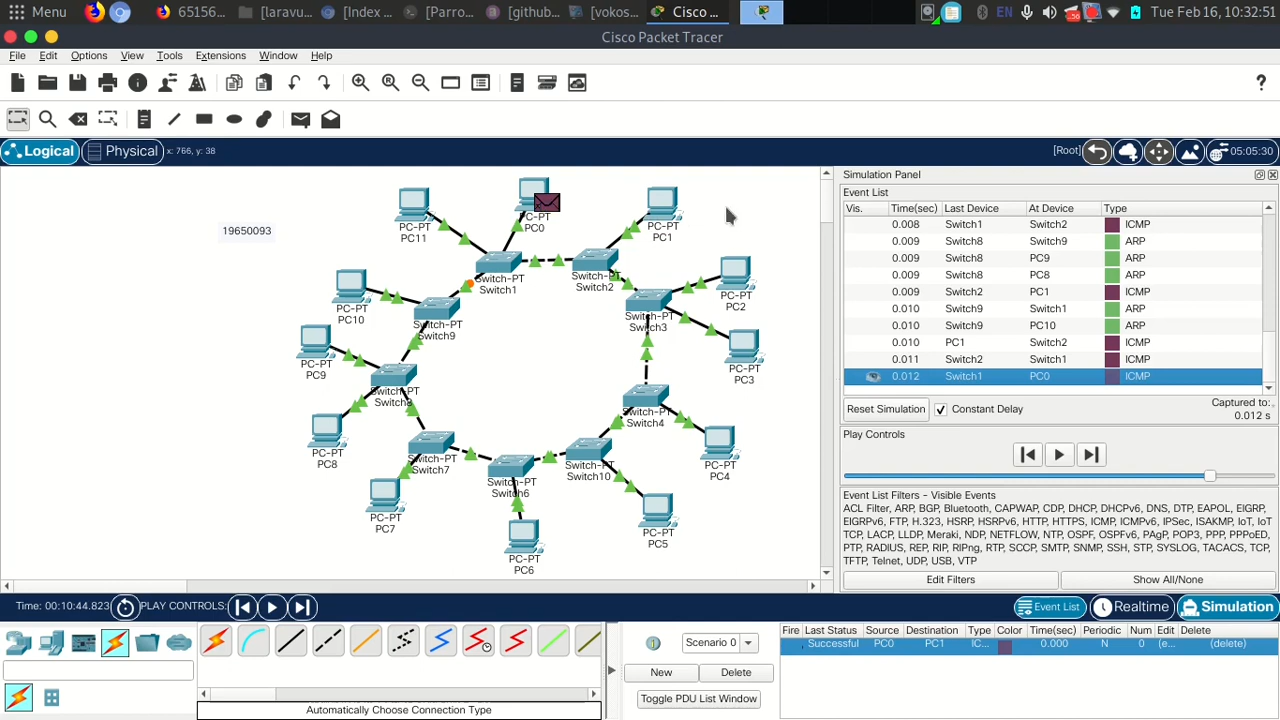 Menu 65156... [laravu... [Index ... [Parro... [github... [vokos... Cisco ... EN 56 Tue Feb 16, 10:32:51
Cisco Packet Tracer
File Edit Options View Tools Extensions Window Help
Logical Physical x: 766, y: 38 [Root] 05:05:30
19650093
PC-PT
PC11
PC-PT
PC0
PC-PT
PC1
Switch-PT
Switch1
Switch-PT
Switch2
PC-PT
PC2
PC-PT
PC10
Switch-PT
Switch9
Switch-PT
Switch3
PC-PT
PC9
PC-PT
PC3
Switch-PT
Switch8
Switch-PT
Switch4
PC-PT
PC8
Switch-PT
Switch7
Switch-PT
Switch10
PC-PT
PC4
Switch-PT
Switch6
PC-PT
PC7
PC-PT
PC5
PC-PT
PC6
Simulation Panel
Event List
Vis. Time(sec) Last Device At Device Type
0.008 Switch1 Switch2 ICMP
0.009 Switch8 Switch9 ARP
0.009 Switch8 PC9 ARP
0.009 Switch8 PC8 ARP
0.009 Switch2 PC1 ICMP
0.010 Switch9 Switch1 ARP
0.010 Switch9 PC10 ARP
0.010 PC1 Switch2 ICMP
0.011 Switch2 Switch1 ICMP
0.012 Switch1 PC0 ICMP
Reset Simulation Constant Delay Captured to:
0.012 s
Play Controls
Event List Filters - Visible Events
ACL Filter, ARP, BGP, Bluetooth, CAPWAP, CDP, DHCP, DHCPv6, DNS, DTP, EAPOL, EIGRP,
EIGRPv6, FTP, H.323, HSRP, HSRPv6, HTTP, HTTPS, ICMP, ICMPv6, IPSec, ISAKMP, IoT, IoT
TCP, LACP, LLDP, Meraki, NDP, NETFLOW, NTP, OSPF, OSPFv6, PAgP, POP3, PPP, PPPoED,
PTP, RADIUS, REP, RIP, RIPng, RTP, SCCP, SMTP, SNMP, SSH, STP, SYSLOG, TACACS, TCP,
TFTP, Telnet, UDP, USB, VTP
Edit Filters Show All/None
Time: 00:10:44.823 PLAY CONTROLS: Event List Realtime Simulation
Scenario 0
New Delete
Toggle PDU List Window
Automatically Choose Connection Type
Fire Last Status Source Destination Type Color Time(sec) Periodic Num Edit Delete
Successful PC0 PC1 IC... 0.000 N 0 (e... (delete)